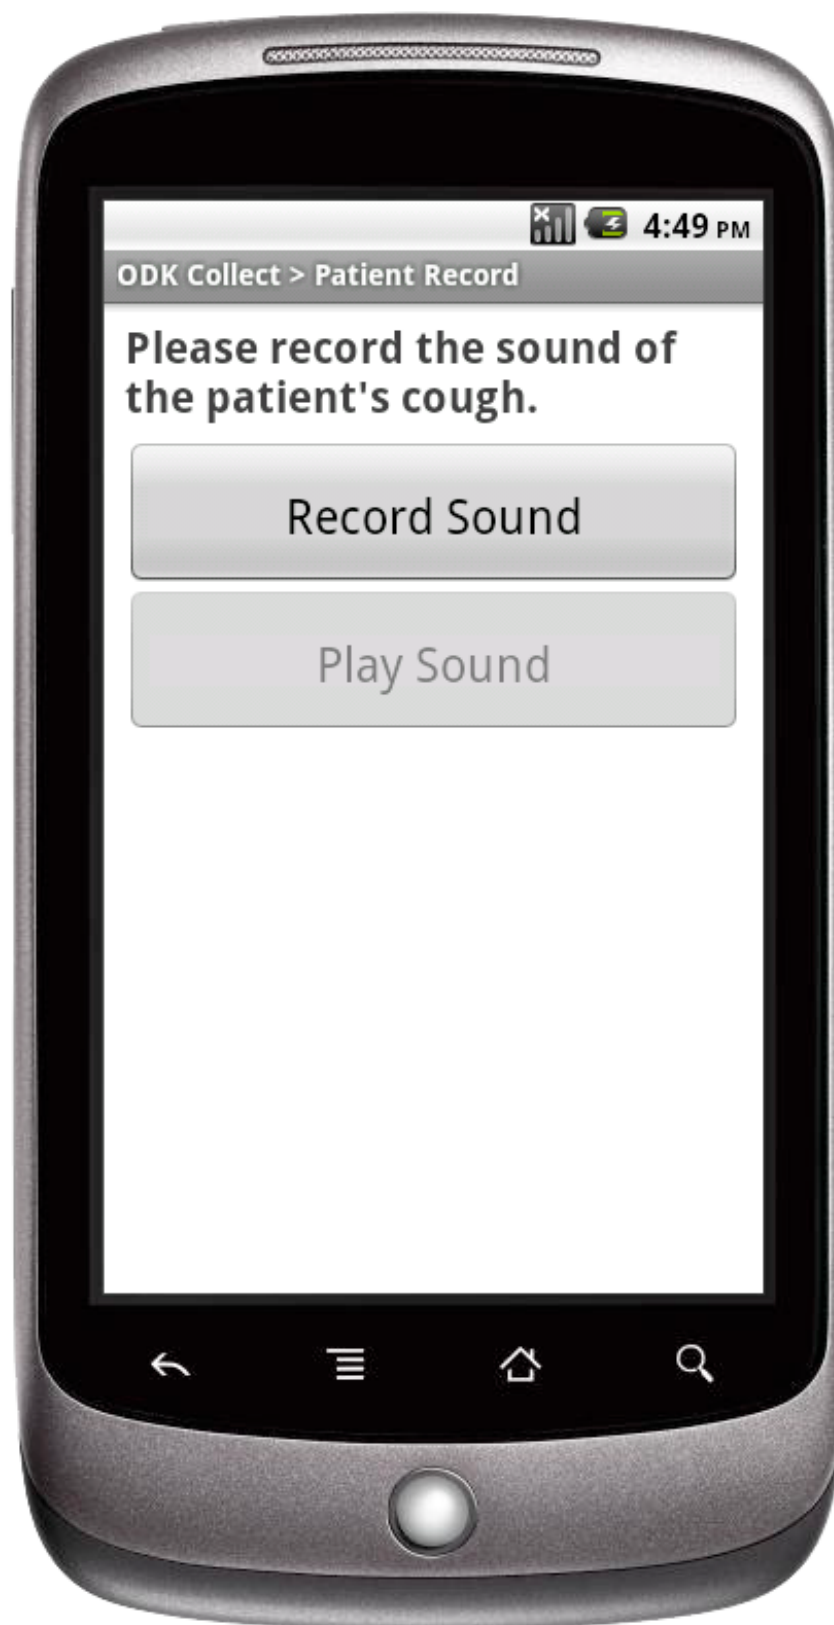 4:49 PM
ODK Collect > Patient Record
Please record the sound of
the patient's cough.
Record Sound
Play Sound